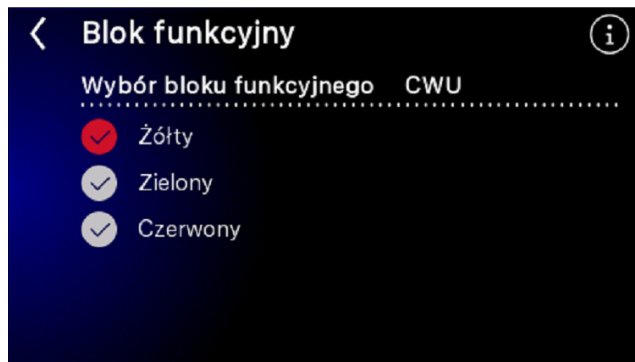 Blok funkcyjny
Wybór bloku funkcyjnego CWU
Żółty
Zielony
Czerwony